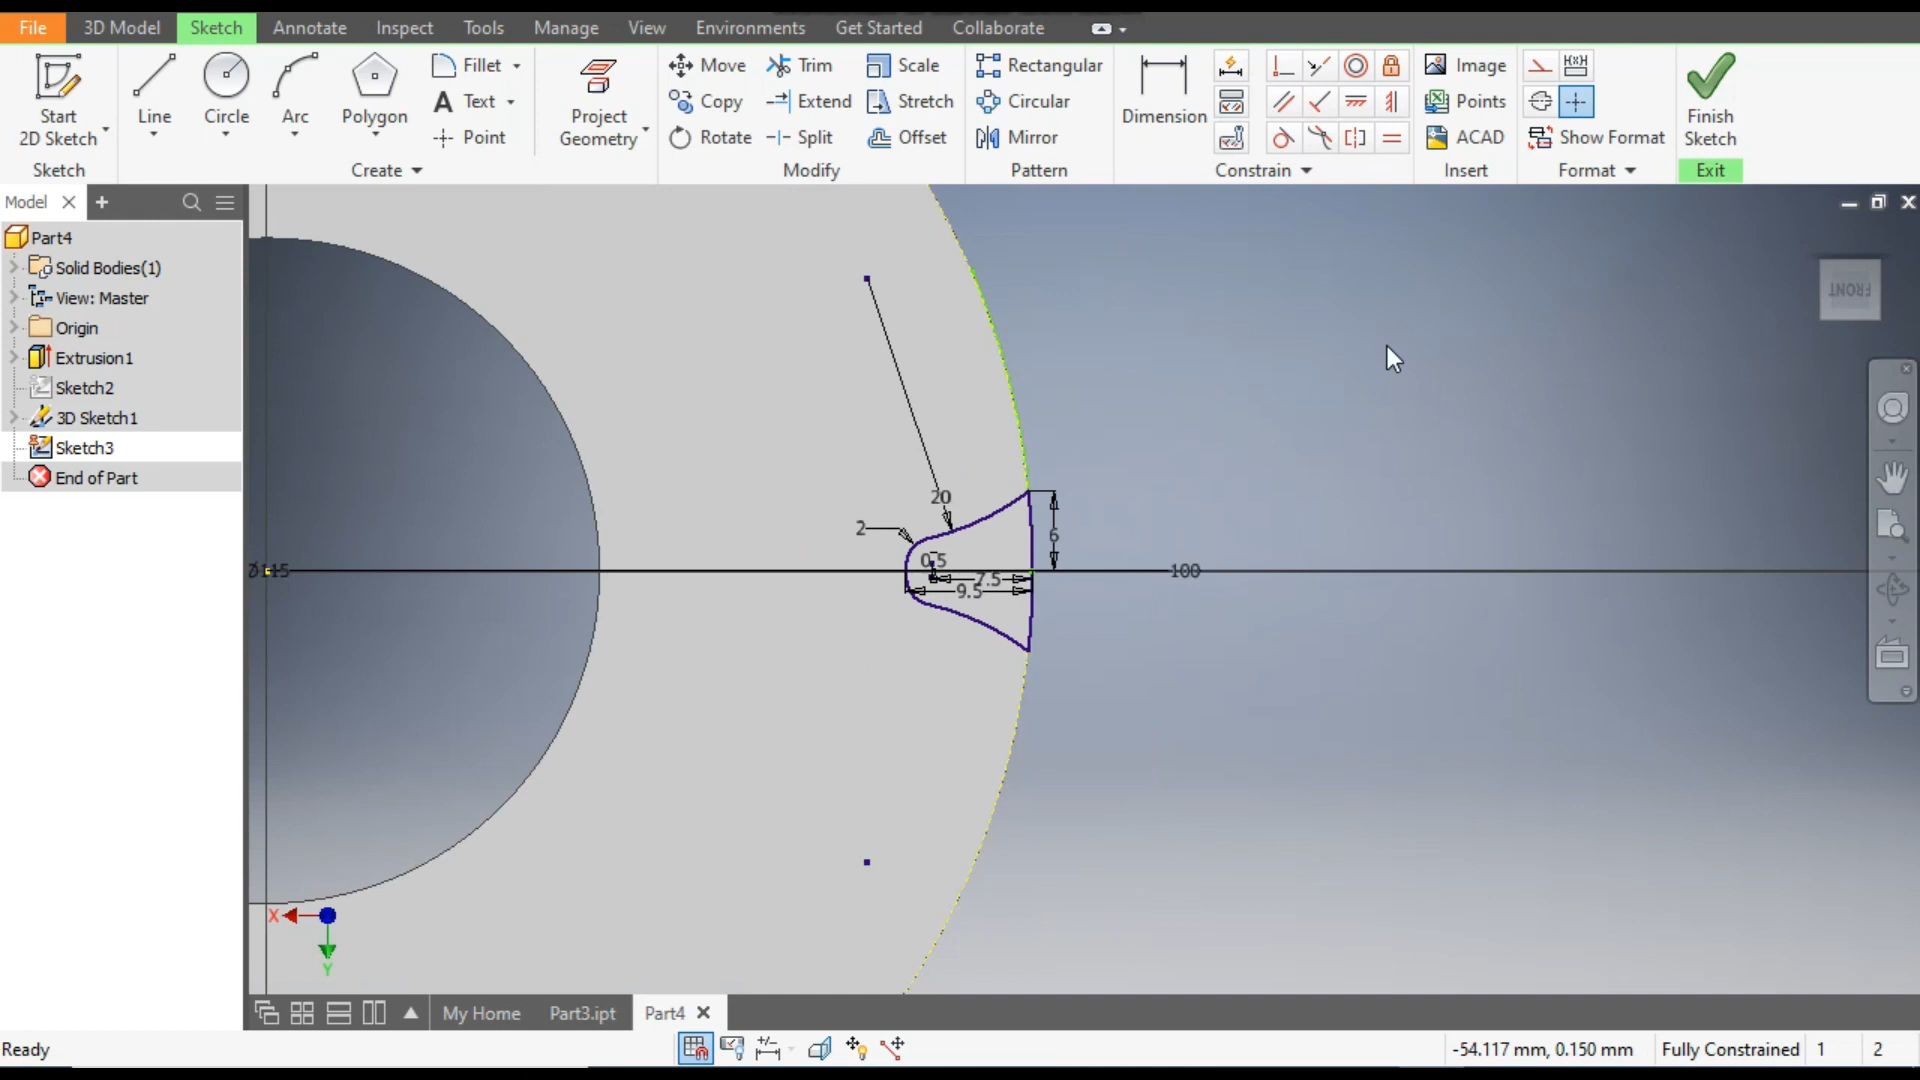 File 3D Model Sketch Annotate Inspect Tools Manage View Environments Get Started Collaborate
Start
2D Sketch
Line
Circle
Arc
Polygon
Fillet
Text
Point
Project
Geometry
Move
Copy
Rotate
Trim
Extend
Split
Scale
Stretch
Offset
Rectangular
Circular
Mirror
Dimension
Image
Points
ACAD
Show Format
Finish
Sketch
Sketch Create Modify Pattern Constrain Insert Format Exit
Model
Part4
Solid Bodies(1)
View: Master
Origin
Extrusion1
Sketch2
3D Sketch1
Sketch3
End of Part
FRONT
20
2
6
0.5
7.5
9.5
100
X
Y
My Home Part3.ipt Part4
Ready
-54.117 mm, 0.150 mm Fully Constrained 1 2